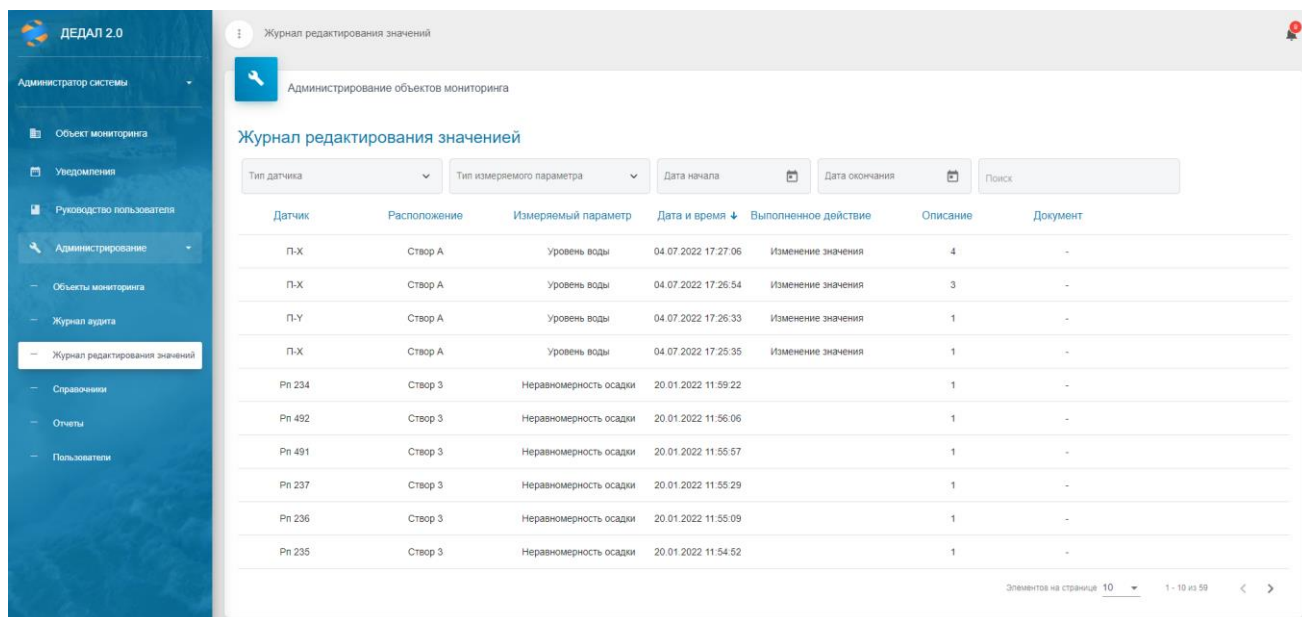 ДЕДАЛ 2.0
Администратор системы
Объект мониторинга
Уведомления
Руководство пользователя
Администрирование
Объекты мониторинга
Журнал аудита
Журнал редактирования значений
Справочники
Отчеты
Пользователи
Журнал редактирования значений
Администрирование объектов мониторинга
Журнал редактирования значенией
Тип датчика Тип измеряемого параметра Дата начала Дата окончания Поиск
Датчик Расположение Измеряемый параметр Дата и время Выполненное действие Описание Документ
П-X Створ А Уровень воды 04.07.2022 17:27:06 Изменение значения 4 -
П-X Створ А Уровень воды 04.07.2022 17:26:54 Изменение значения 3 -
П-Y Створ А Уровень воды 04.07.2022 17:26:33 Изменение значения 1 -
П-X Створ А Уровень воды 04.07.2022 17:25:35 Изменение значения 1 -
Рп 234 Створ 3 Неравномерность осадки 20.01.2022 11:59:22 1 -
Рп 492 Створ 3 Неравномерность осадки 20.01.2022 11:56:06 1 -
Рп 491 Створ 3 Неравномерность осадки 20.01.2022 11:55:57 1 -
Рп 237 Створ 3 Неравномерность осадки 20.01.2022 11:55:29 1 -
Рп 236 Створ 3 Неравномерность осадки 20.01.2022 11:55:09 1 -
Рп 235 Створ 3 Неравномерность осадки 20.01.2022 11:54:52 1 -
Элементов на странице 10 1 - 10 из 59